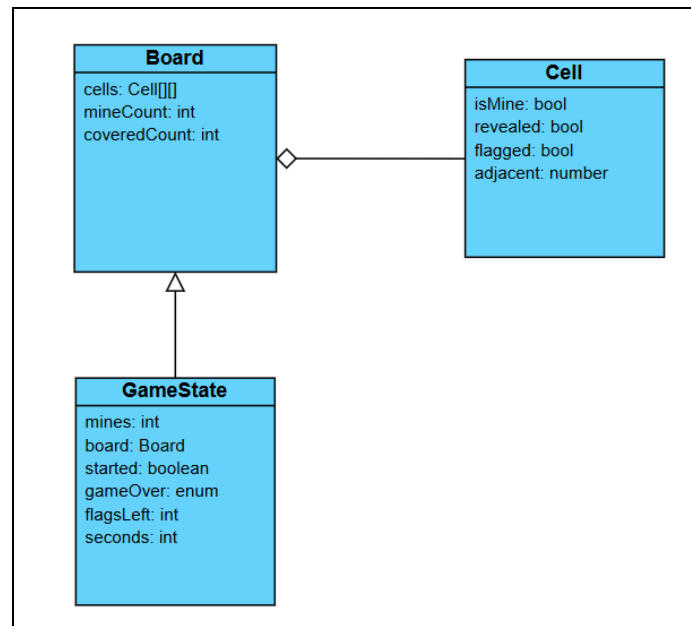 Board
cells: Cell[][]
mineCount: int
coveredCount: int
Cell
isMine: bool
revealed: bool
flagged: bool
adjacent: number
GameState
mines: int
board: Board
started: boolean
gameOver: enum
flagsLeft: int
seconds: int